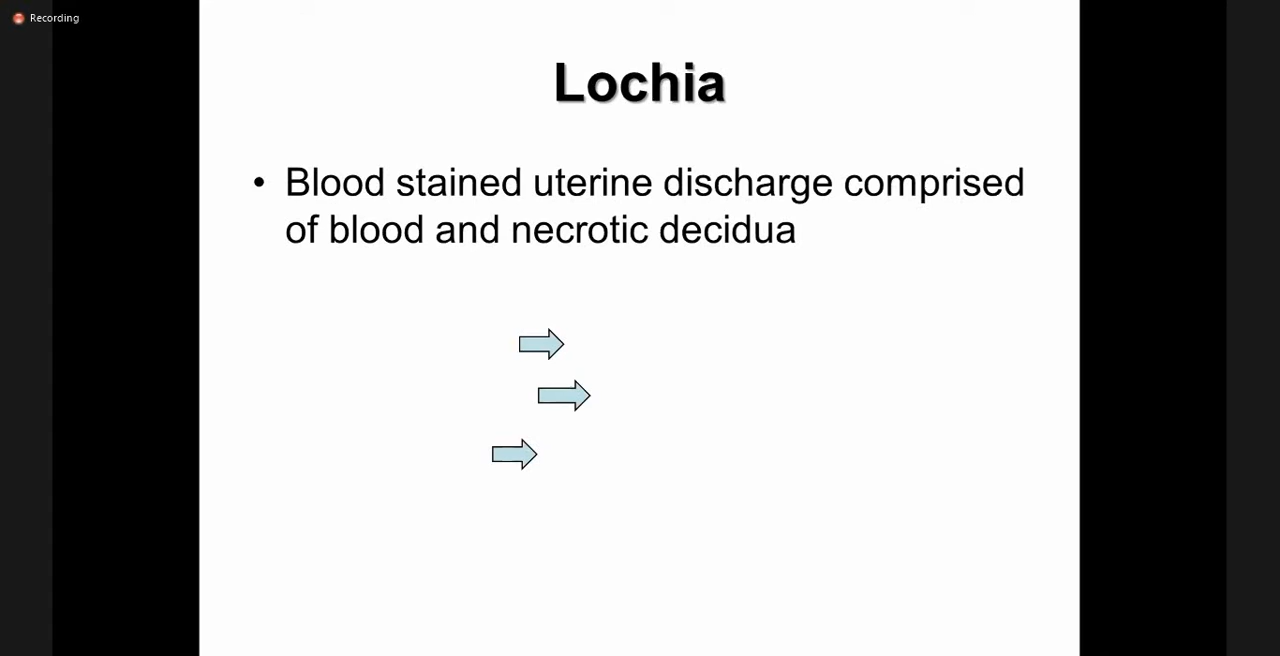 Recording
Lochia
• Blood stained uterine discharge comprised
of blood and necrotic decidua